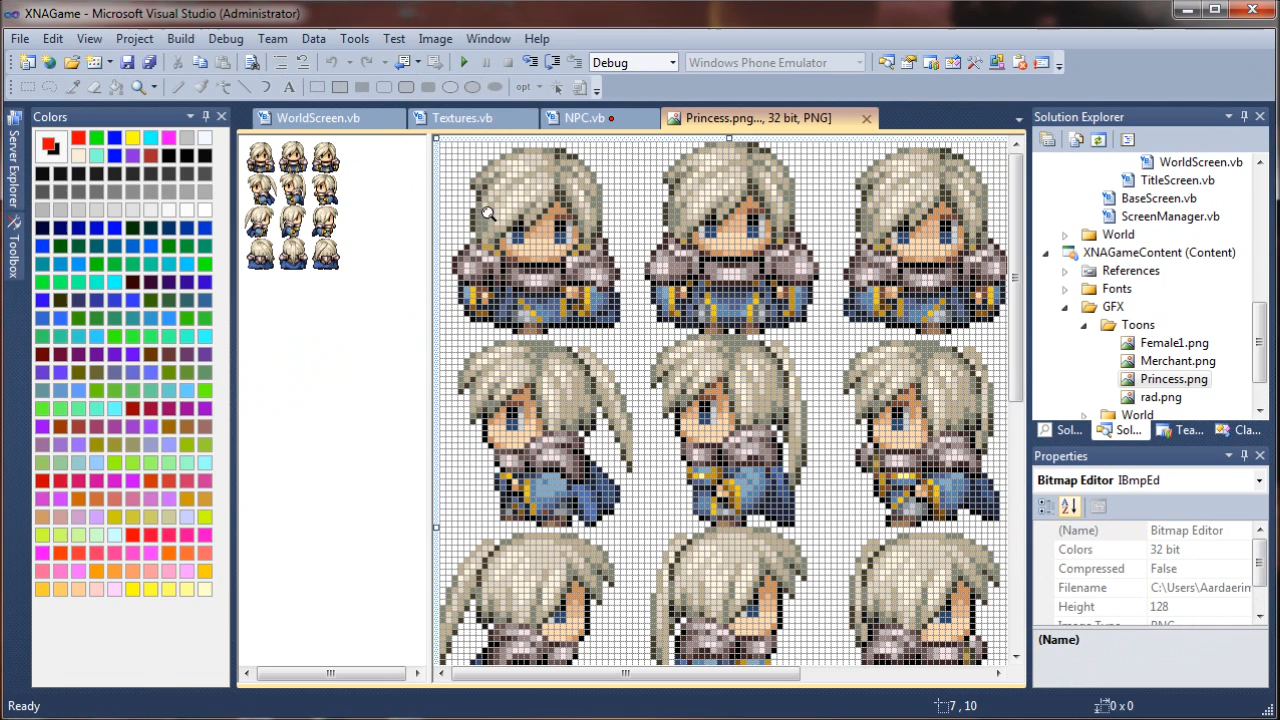 XNAGame - Microsoft Visual Studio (Administrator)
File Edit View Project Build Debug Team Data Tools Test Image Window Help
Debug Windows Phone Emulator
A opt
Colors
WorldScreen.vb Textures.vb NPC.vb Princess.png..., 32 bit, PNG]
Server Explorer
Toolbox
Solution Explorer
WorldScreen.vb
TitleScreen.vb
BaseScreen.vb
ScreenManager.vb
World
XNAGameContent (Content)
References
Fonts
GFX
Toons
Female1.png
Merchant.png
Princess.png
rad.png
World
Sol... Sol... Tea... Cla...
Properties
Bitmap Editor IBmpEd
(Name) Bitmap Editor
Colors 32 bit
Compressed False
Filename C:\Users\Aardaerin
Height 128
PNG
(Name)
Ready 7, 10 0 x 0